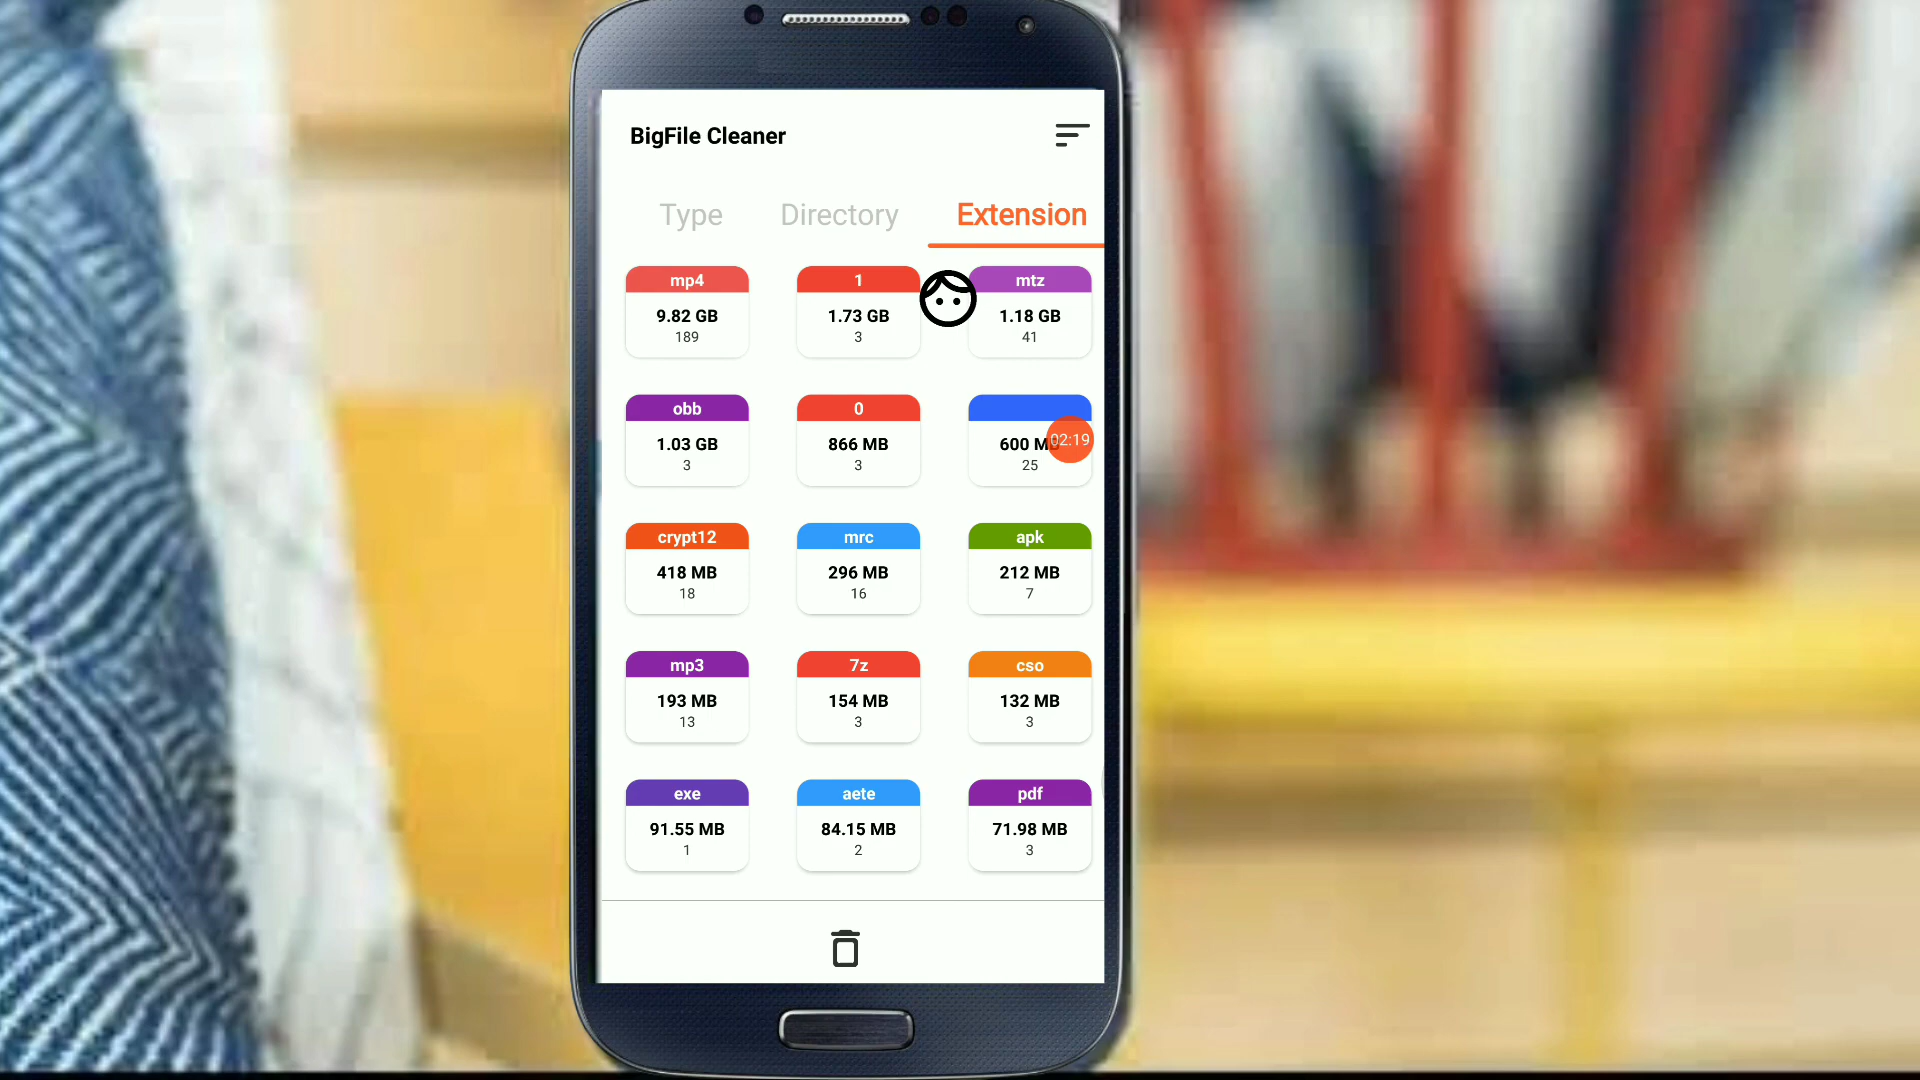 BigFile Cleaner
Type Directory Extension
mp4 1 mtz
9.82 GB 1.73 GB 1.18 GB
189 3 41
obb 0
1.03 GB 866 MB 600 MB
02:19
3 3 25
crypt12 mrc apk
418 MB 296 MB 212 MB
18 16 7
mp3 7z cso
193 MB 154 MB 132 MB
13 3 3
exe aete pdf
91.55 MB 84.15 MB 71.98 MB
1 2 3